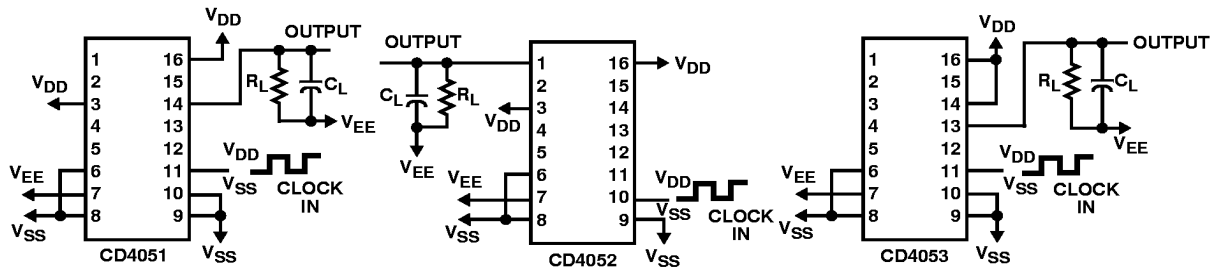 VDD
OUTPUT
1 16
2 15
VDD 3 14
4 13
5 12
6 11
7 10
8 9
RL
CL
VEE
VDD
VSS
CLOCK
IN
VEE
VSS
VSS
CD4051
OUTPUT
1 16 VDD
2 15
3 14
4 13
5 12
6 11
7 10
8 9
CL
RL
VDD
VEE
VEE
VDD
VSS
CLOCK
IN
VSS
VSS
CD4052
VDD
OUTPUT
1 16
2 15
3 14
4 13
5 12
6 11
7 10
8 9
RL
CL
VEE
VDD
VSS
CLOCK
IN
VEE
VSS
VSS
CD4053